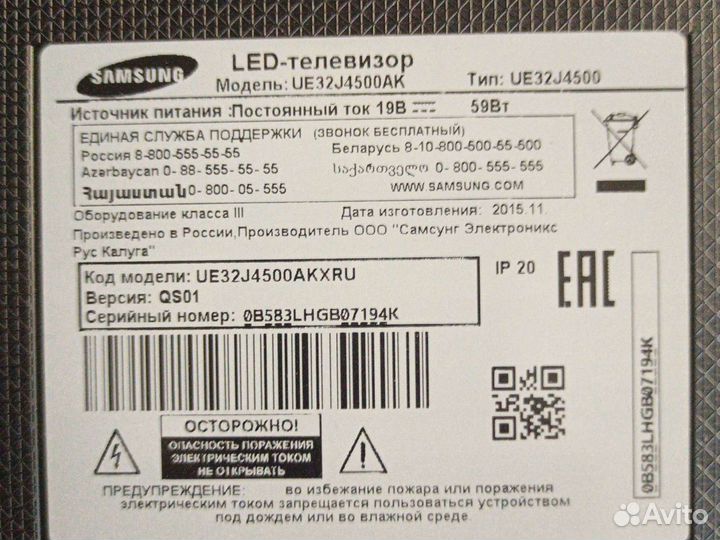 SAMSUNG
LED-телевизор
Модель: UE32J4500AK
Тип: UE32J4500
Источник питания :Постоянный ток 19В 59Вт
ЕДИНАЯ СЛУЖБА ПОДДЕРЖКИ (ЗВОНОК БЕСПЛАТНЫЙ)
Россия 8-800-555-55-55
Беларусь 8-10-800-500-55-500
Azerbaycan 0- 88- 555- 55- 55
საქართველო 0- 800- 555- 555
Հայաստան 0- 800- 05- 555
WWW.SAMSUNG.COM
Оборудование класса III
Дата изготовления: 2015.11
Произведено в России,Производитель ООО "Самсунг Электроникс
Рус Калуга"
Код модели: UE32J4500AKXRU
Версия: QS01
Серийный номер: 0B583LHGB07194K
IP 20
EAC
0B583LHGB07194K
ОСТОРОЖНО!
ОПАСНОСТЬ ПОРАЖЕНИЯ
ЭЛЕКТРИЧЕСКИМ ТОКОМ
НЕ ОТКРЫВАТЬ
ПРЕДУПРЕЖДЕНИЕ: во избежание пожара или поражения
электрическим током запрещается пользоваться устройством
под дождем или во влажной среде.
Avito